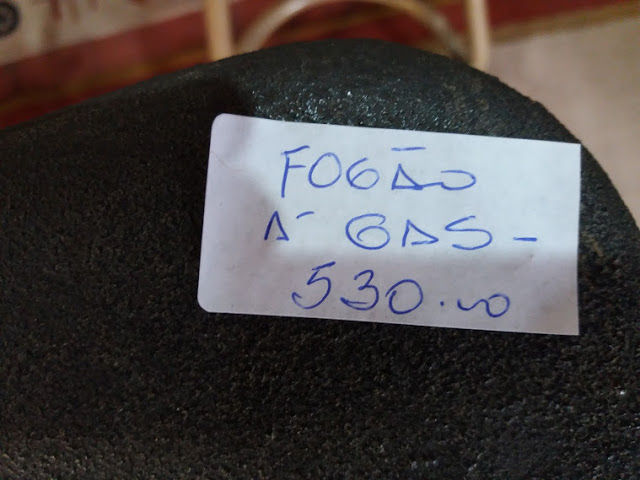 FOGÃO
À GAS -
530.00